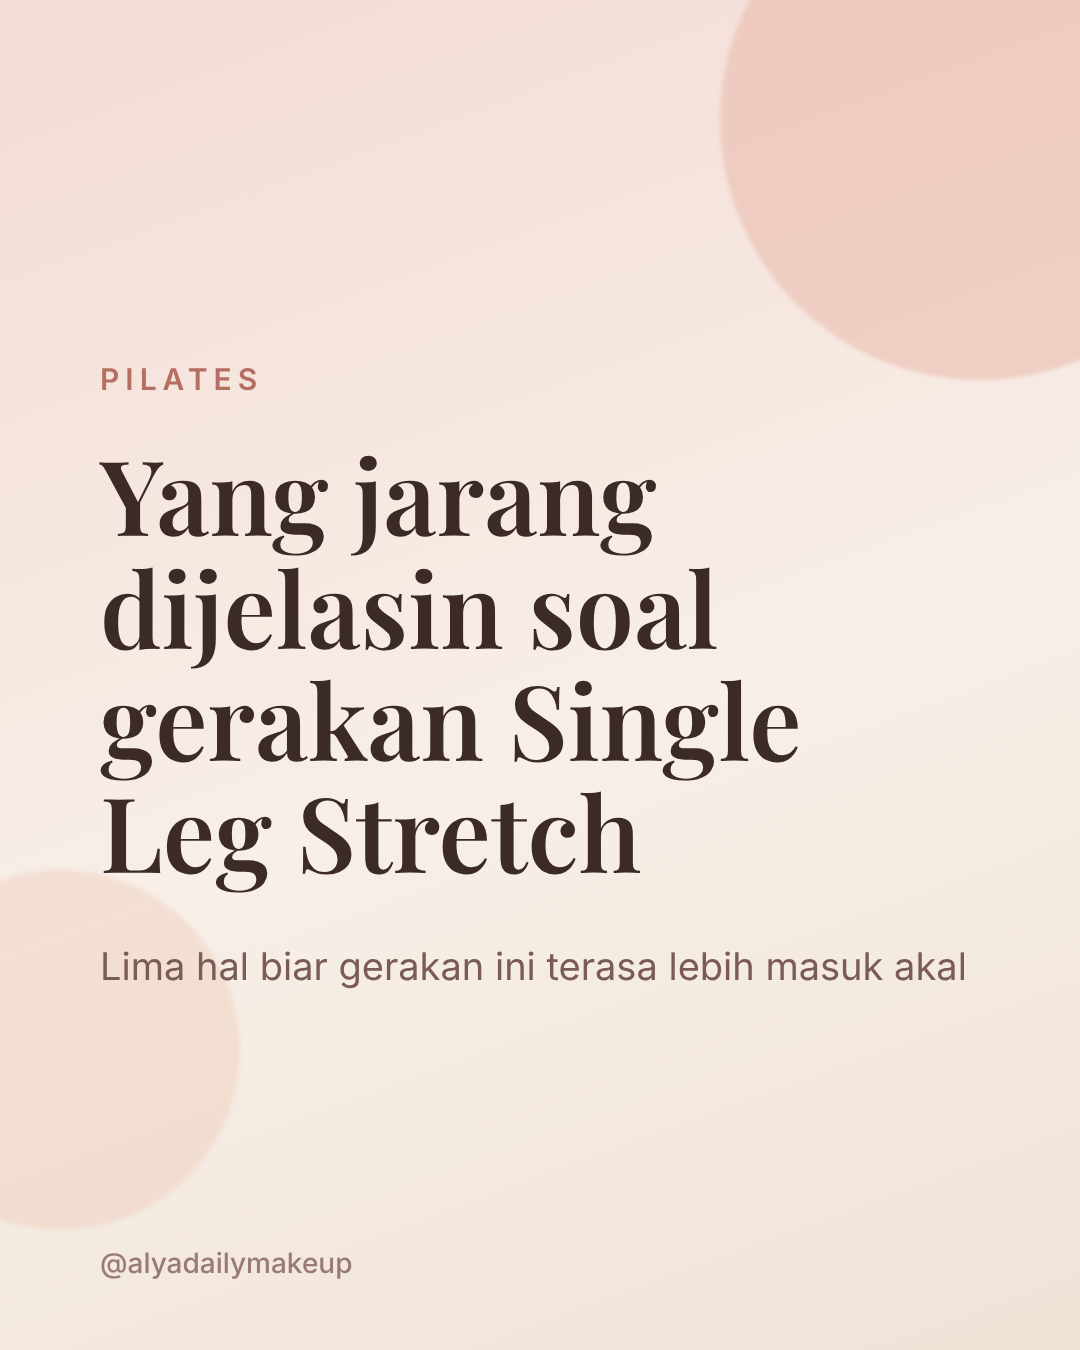 PILATES
Yang jarang
dijelasin soal
gerakan Single
Leg Stretch
Lima hal biar gerakan ini terasa lebih masuk akal
@alyadailymakeup